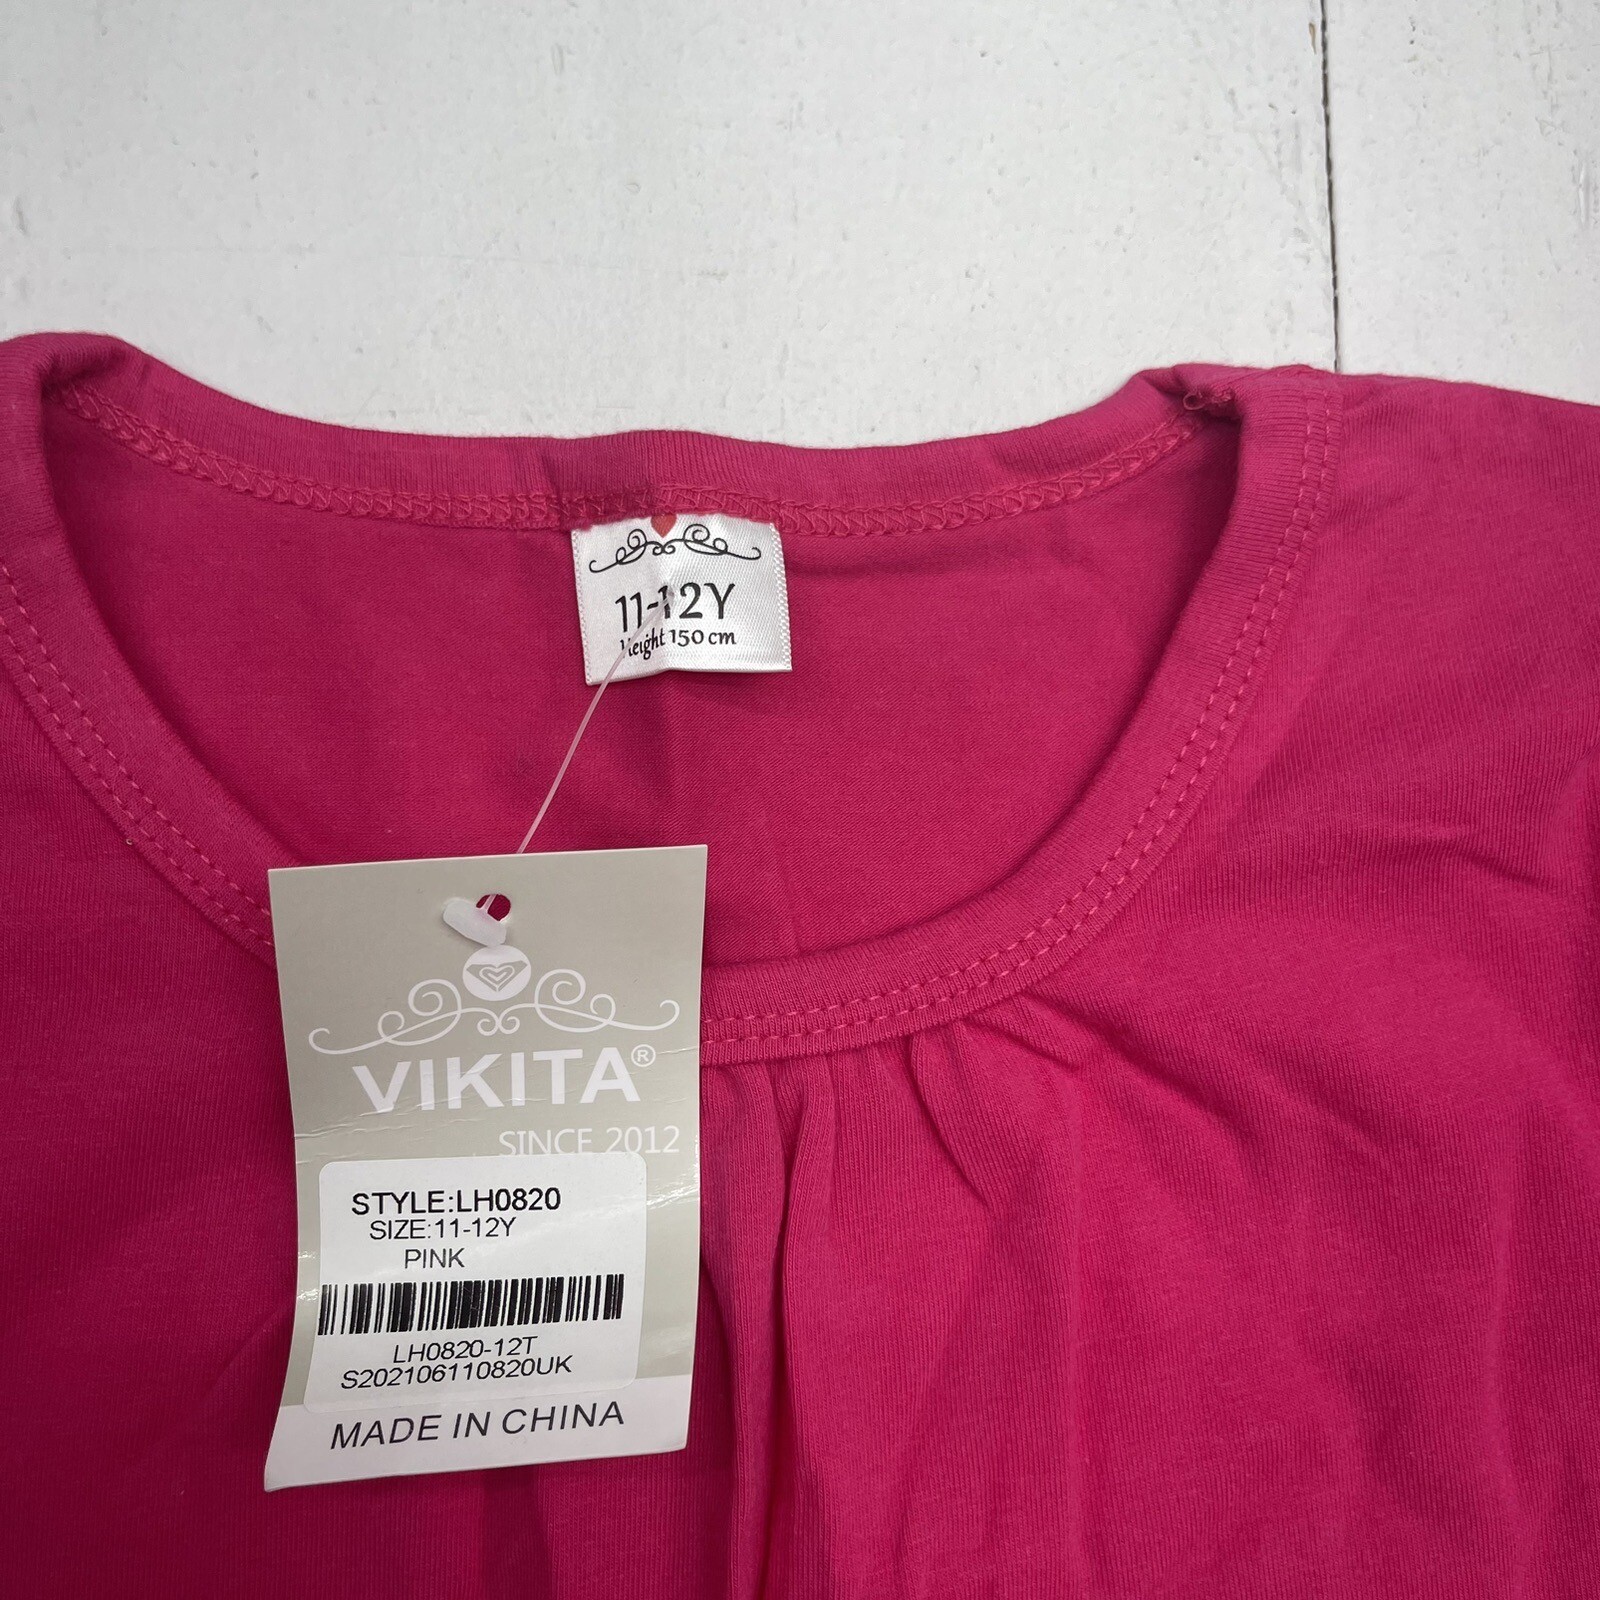 11-12Y
Height 150 cm
VIKITA®
SINCE 2012
STYLE:LH0820
SIZE:11-12Y
PINK
LH0820-12T
S202106110820UK
MADE IN CHINA